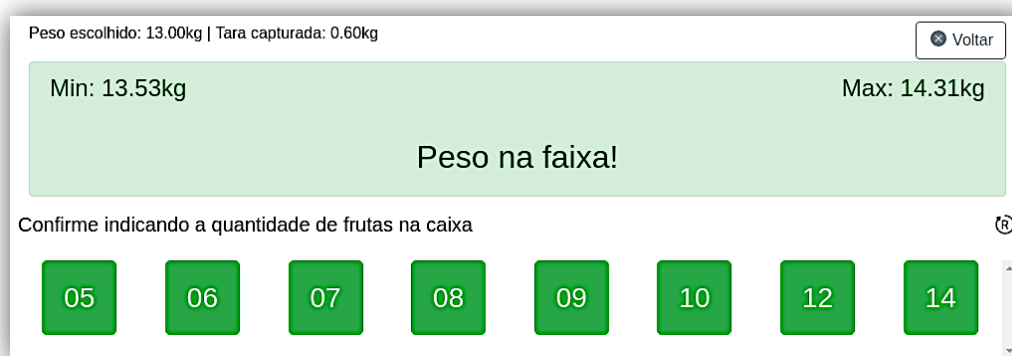 Peso escolhido: 13.00kg | Tara capturada: 0.60kg
Voltar
Min: 13.53kg
Max: 14.31kg
Peso na faixa!
Confirme indicando a quantidade de frutas na caixa
R
05 06 07 08 09 10 12 14